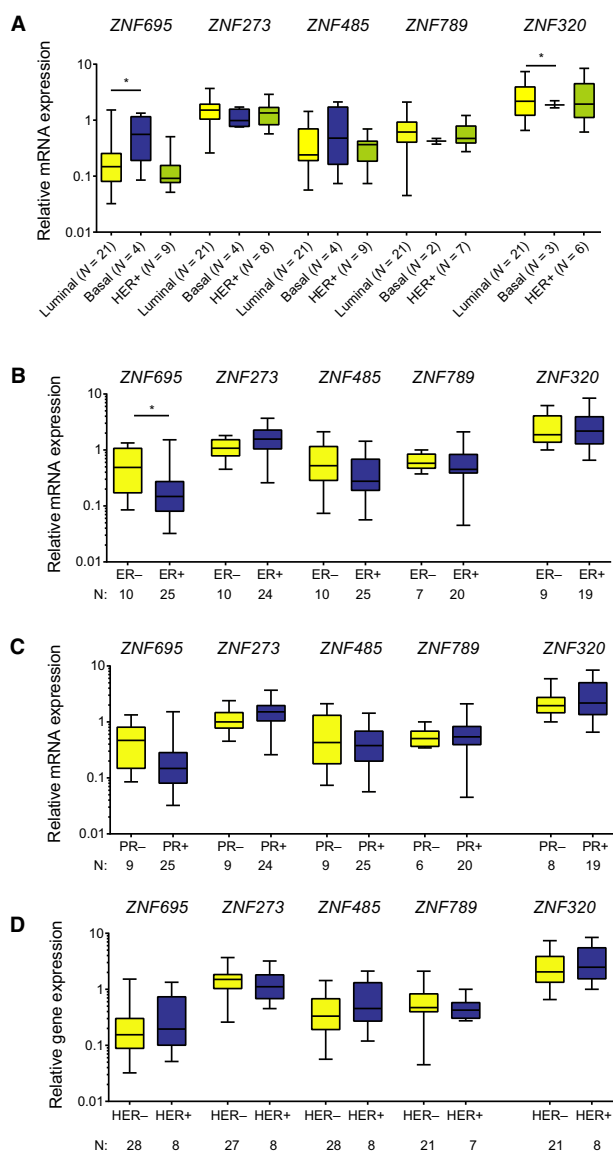 A
ZNF695 ZNF273 ZNF485 ZNF789 ZNF320
Relative mRNA expression
10
1
0.1
0.01
* *
Luminal (N = 21) Basal (N = 4) HER+ (N = 9) Luminal (N = 21) Basal (N = 4) HER+ (N = 8) Luminal (N = 21) Basal (N = 4) HER+ (N = 9) Luminal (N = 21) Basal (N = 2) HER+ (N = 7) Luminal (N = 21) Basal (N = 3) HER+ (N = 6)
B
ZNF695 ZNF273 ZNF485 ZNF789 ZNF320
Relative mRNA expression
10
1
0.1
0.01
*
ER– ER+ ER– ER+ ER– ER+ ER– ER+ ER– ER+
N: 10 25 10 24 10 25 7 20 9 19
C
ZNF695 ZNF273 ZNF485 ZNF789 ZNF320
Relative mRNA expression
10
1
0.1
0.01
PR– PR+ PR– PR+ PR– PR+ PR– PR+ PR– PR+
N: 9 25 9 24 9 25 6 20 8 19
D
ZNF695 ZNF273 ZNF485 ZNF789 ZNF320
Relative gene expression
10
1
0.1
0.01
HER– HER+ HER– HER+ HER– HER+ HER– HER+ HER– HER+
N: 28 8 27 8 28 8 21 7 21 8